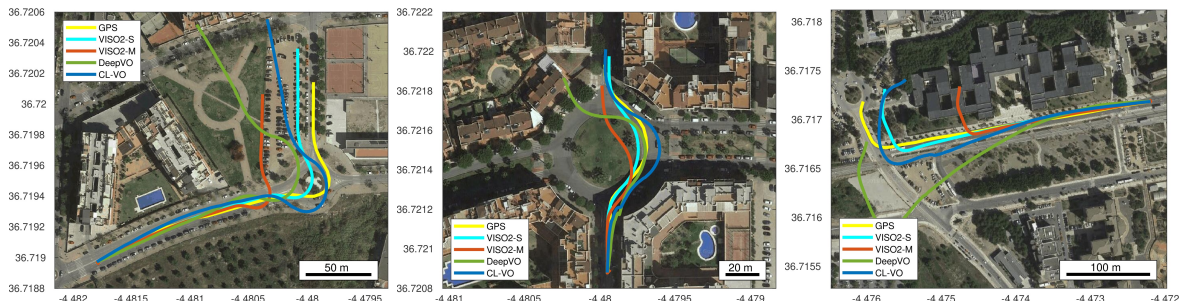 36.7206
36.7204
36.7202
36.72
36.7198
36.7196
36.7194
36.7192
36.719
36.7188
GPS
VISO2-S
VISO2-M
DeepVO
CL-VO
50 m
-4.482
-4.4815
-4.481
-4.4805
-4.48
-4.4795
36.7222
36.722
36.7218
36.7216
36.7214
36.7212
36.721
36.7208
GPS
VISO2-S
VISO2-M
DeepVO
CL-VO
20 m
-4.481
-4.4805
-4.48
-4.4795
-4.479
36.718
36.7175
36.717
36.7165
36.716
36.7155
GPS
VISO2-S
VISO2-M
DeepVO
CL-VO
100 m
-4.476
-4.475
-4.474
-4.473
-4.472